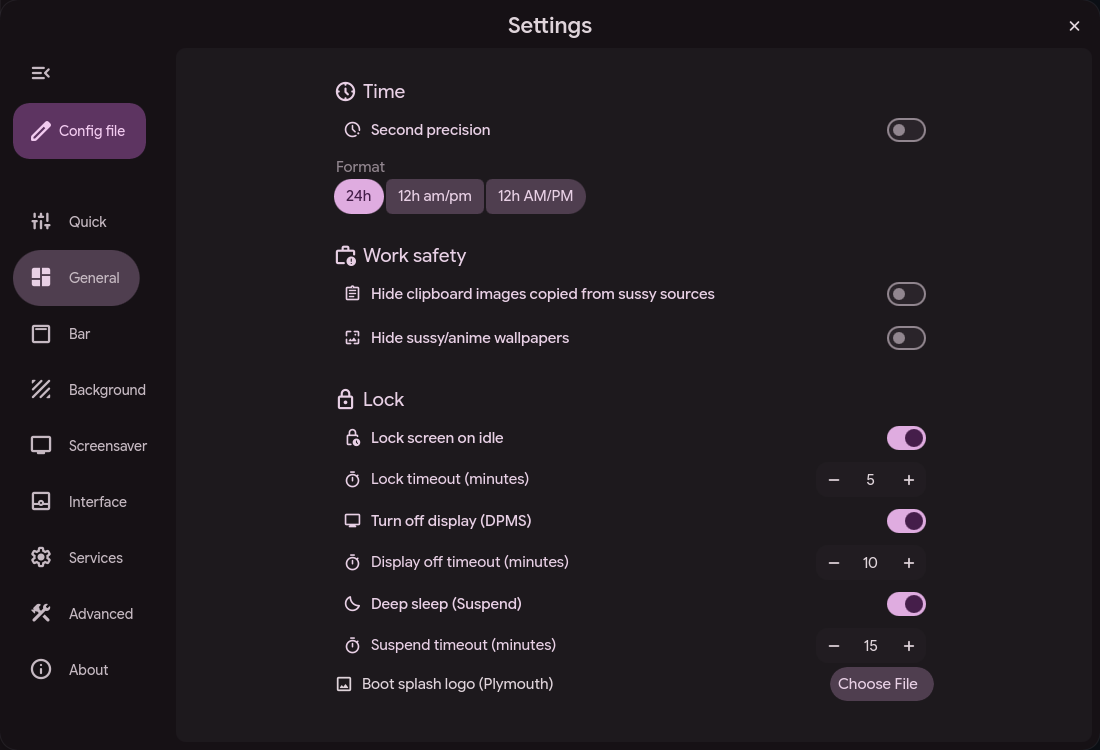 Settings
Config file
Quick
General
Bar
Background
Screensaver
Interface
Services
Advanced
About
Time
Second precision
Format
24h 12h am/pm 12h AM/PM
Work safety
Hide clipboard images copied from sussy sources
Hide sussy/anime wallpapers
Lock
Lock screen on idle
Lock timeout (minutes) − 5 +
Turn off display (DPMS)
Display off timeout (minutes) − 10 +
Deep sleep (Suspend)
Suspend timeout (minutes) − 15 +
Boot splash logo (Plymouth) Choose File